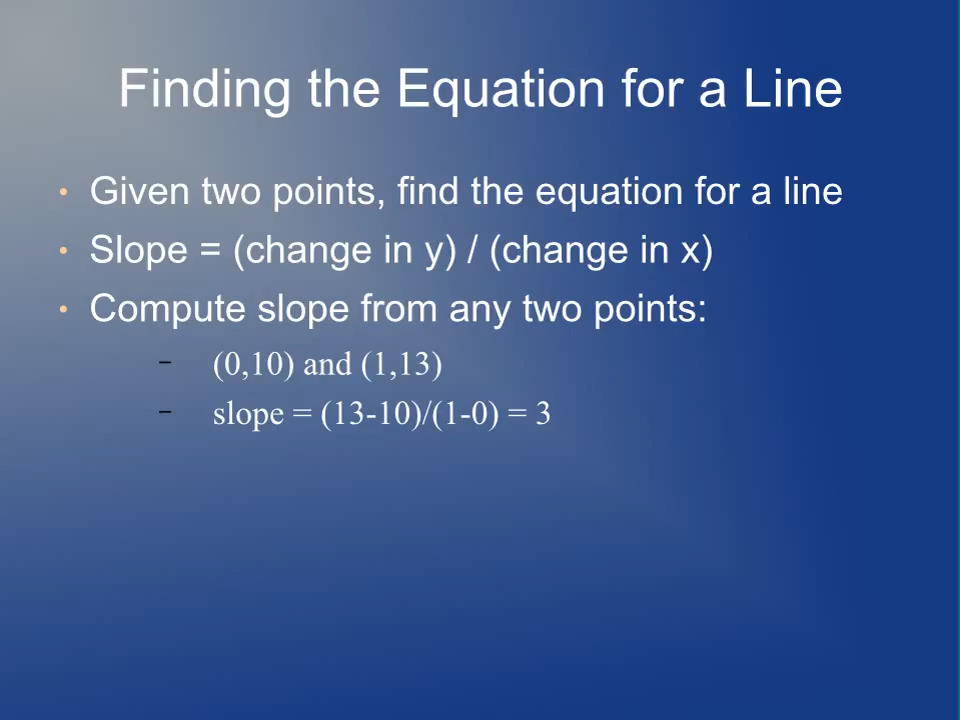 Finding the Equation for a Line
• Given two points, find the equation for a line
• Slope = (change in y) / (change in x)
• Compute slope from any two points:
– (0,10) and (1,13)
– slope = (13-10)/(1-0) = 3